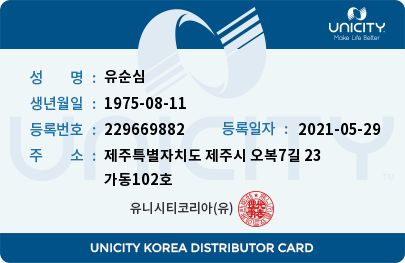 UNICITY
Make Life Better
성 명 : 유순심
생년월일 : 1975-08-11
등록번호 : 229669882 등록일자 : 2021-05-29
주 소 : 제주특별자치도 제주시 오복7길 23
가동102호
유니시티코리아(유)
UNICITY
UNICITY KOREA DISTRIBUTOR CARD